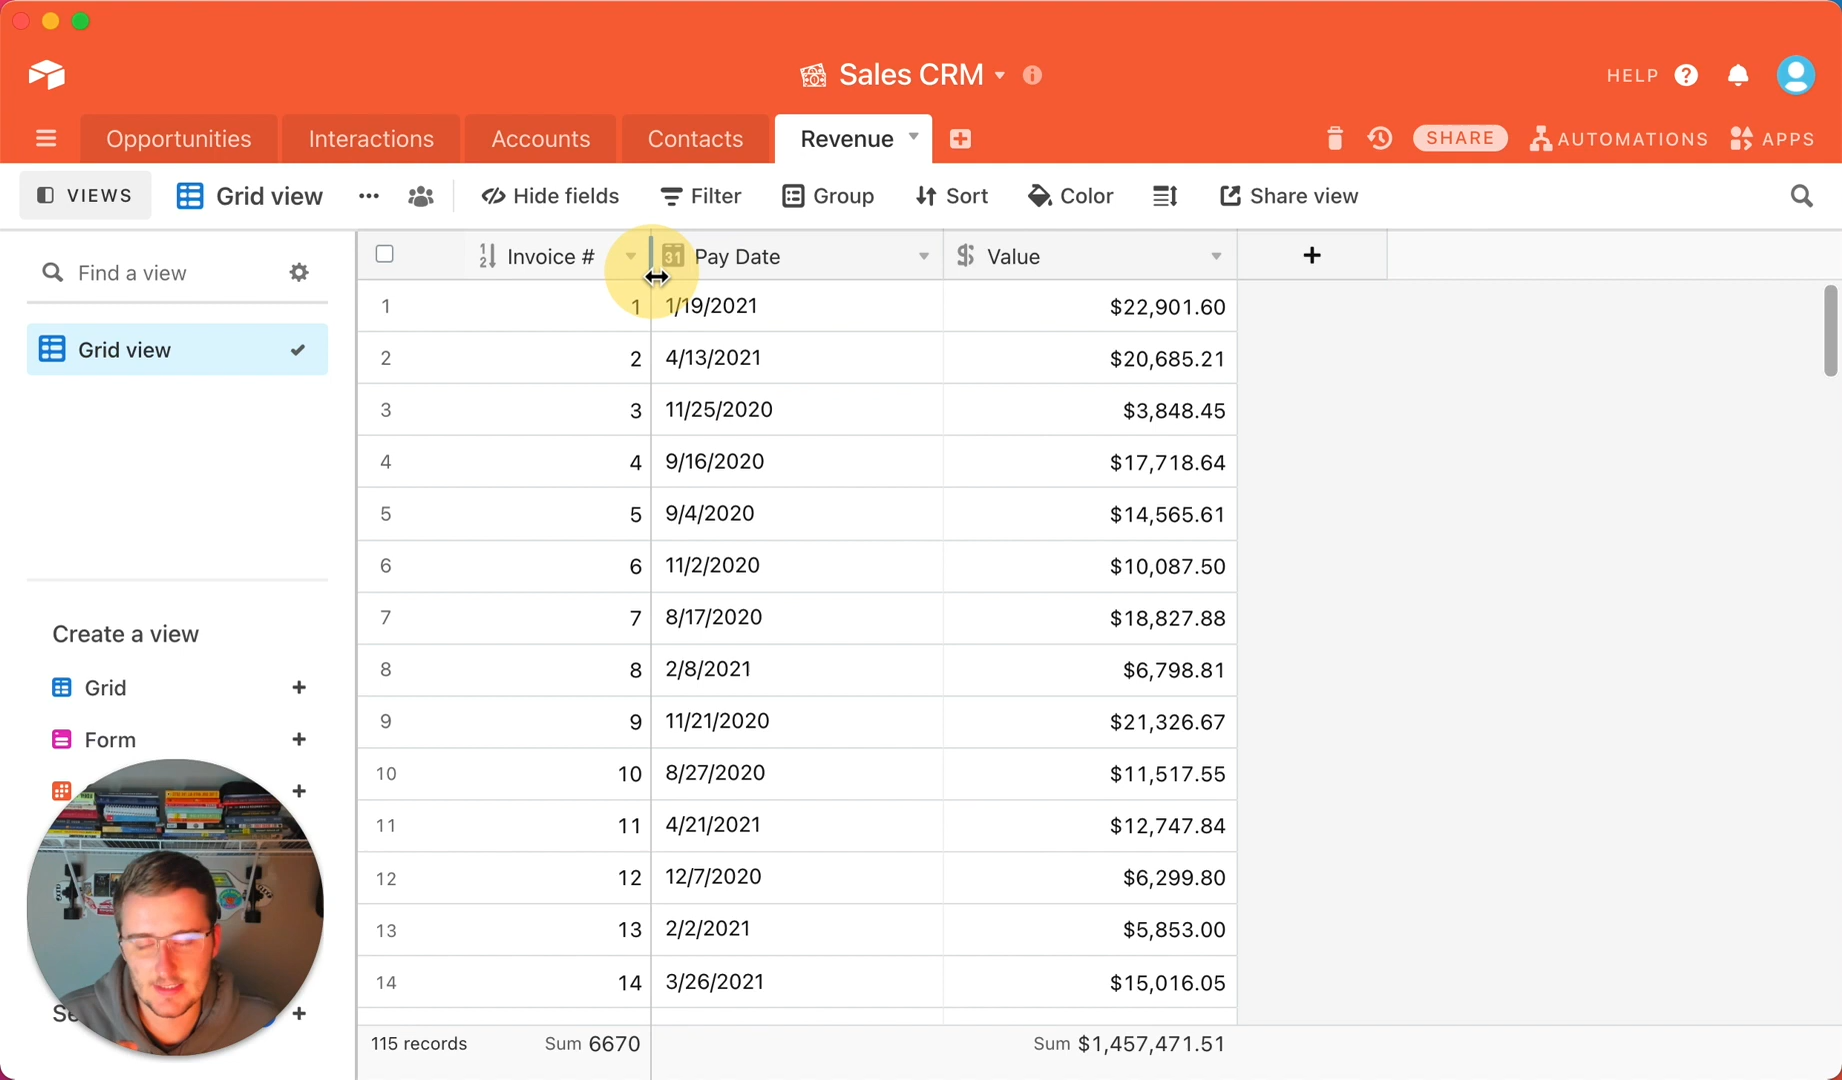 Sales CRM
HELP
Opportunities Interactions Accounts Contacts Revenue SHARE AUTOMATIONS APPS
VIEWS Grid view Hide fields Filter Group Sort Color Share view
Find a view
Grid view
Create a view
Grid
Form
Invoice # 31 Pay Date Value
1 1 1/19/2021 $22,901.60
2 2 4/13/2021 $20,685.21
3 3 11/25/2020 $3,848.45
4 4 9/16/2020 $17,718.64
5 5 9/4/2020 $14,565.61
6 6 11/2/2020 $10,087.50
7 7 8/17/2020 $18,827.88
8 8 2/8/2021 $6,798.81
9 9 11/21/2020 $21,326.67
10 10 8/27/2020 $11,517.55
11 11 4/21/2021 $12,747.84
12 12 12/7/2020 $6,299.80
13 13 2/2/2021 $5,853.00
14 14 3/26/2021 $15,016.05
115 records Sum 6670 Sum $1,457,471.51